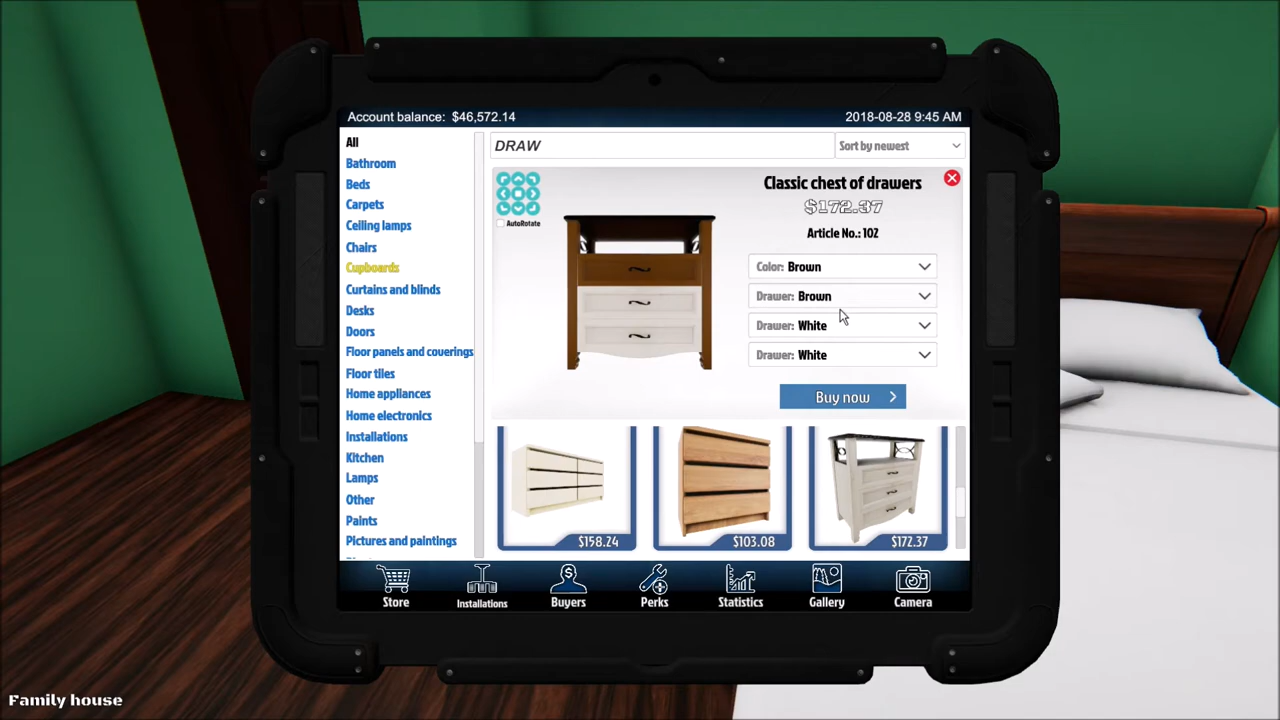 Account balance: $46,572.14
2018-08-28 9:45 AM
All
Bathroom
Beds
Carpets
Ceiling lamps
Chairs
Cupboards
Curtains and blinds
Desks
Doors
Floor panels and coverings
Floor tiles
Home appliances
Home electronics
Installations
Kitchen
Lamps
Other
Paints
Pictures and paintings
DRAW
Sort by newest
AutoRotate
Classic chest of drawers
$172.37
Article No.: 102
Color: Brown
Drawer: Brown
Drawer: White
Drawer: White
Buy now
$158.24
$103.08
$172.37
Store
Installations
Buyers
Perks
Statistics
Gallery
Camera
Family house